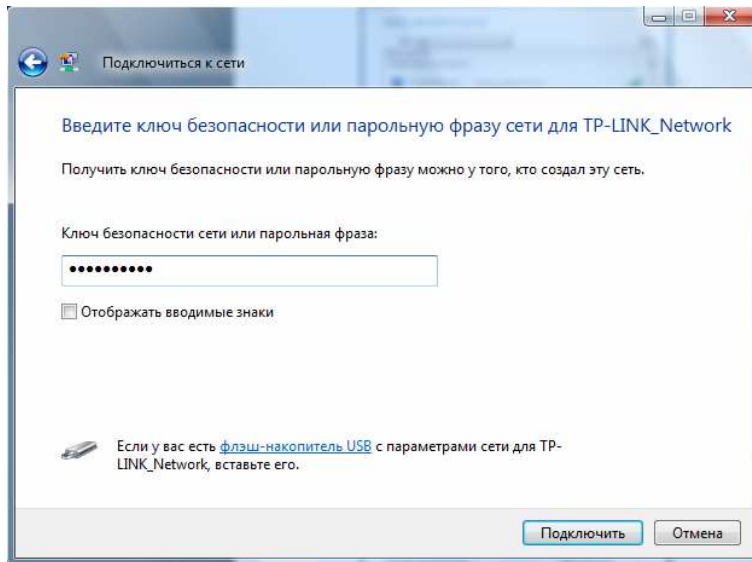 Подключиться к сети
Введите ключ безопасности или парольную фразу сети для TP-LINK_Network
Получить ключ безопасности или парольную фразу можно у того, кто создал эту сеть.
Ключ безопасности сети или парольная фраза:
●●●●●●●●●●
Отображать вводимые знаки
Если у вас есть флэш-накопитель USB с параметрами сети для TP-
LINK_Network, вставьте его.
Подключить Отмена